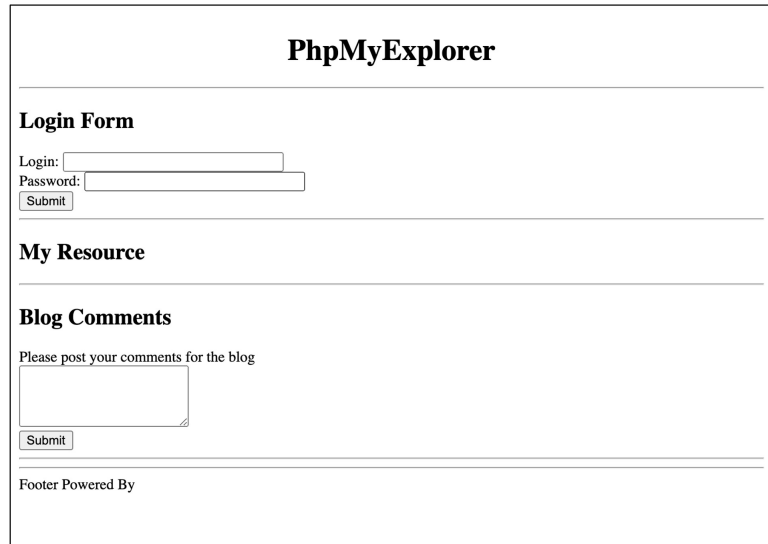 PhpMyExplorer
Login Form
Login:
Password:
Submit
My Resource
Blog Comments
Please post your comments for the blog
Submit
Footer Powered By